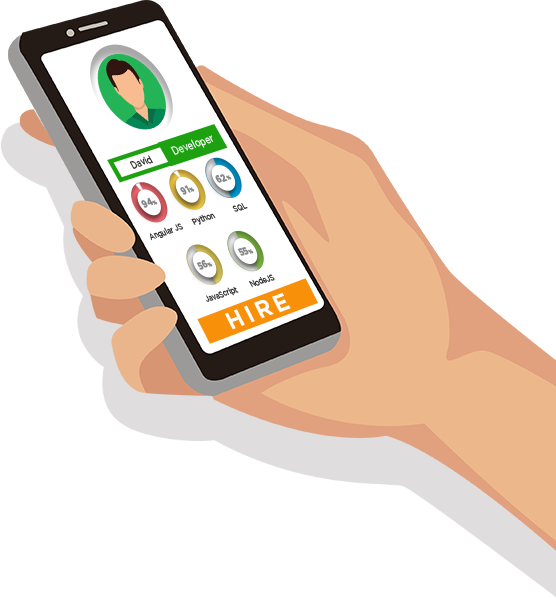 David Developer
94% 91% 62%
Angular JS Python SQL
56% 55%
JavaScript NodeJS
HIRE